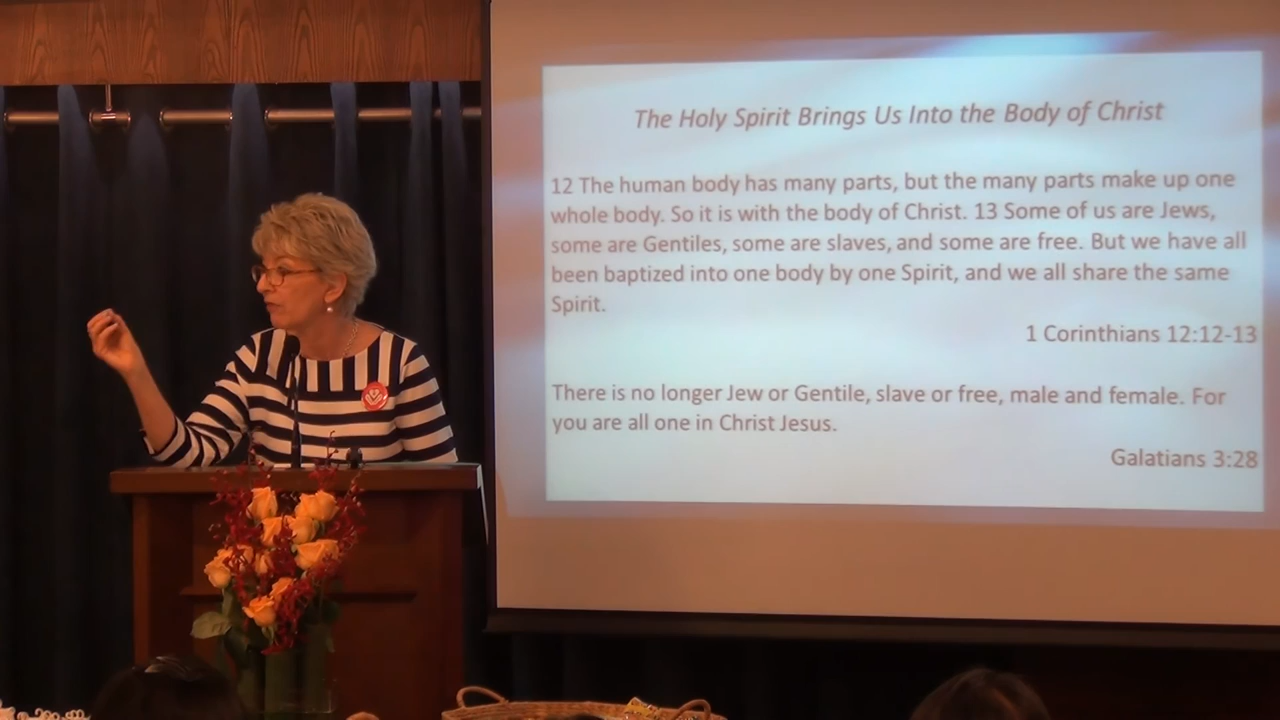 The Holy Spirit Brings Us Into the Body of Christ
12 The human body has many parts, but the many parts make up one
whole body. So it is with the body of Christ. 13 Some of us are Jews,
some are Gentiles, some are slaves, and some are free. But we have all
been baptized into one body by one Spirit, and we all share the same
Spirit.
1 Corinthians 12:12-13
There is no longer Jew or Gentile, slave or free, male and female. For
you are all one in Christ Jesus.
Galatians 3:28